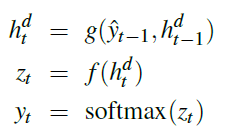 h_t^d = g(ŷ_{t−1}, h_{t−1}^d)
z_t = f(h_t^d)
y_t = softmax(z_t)